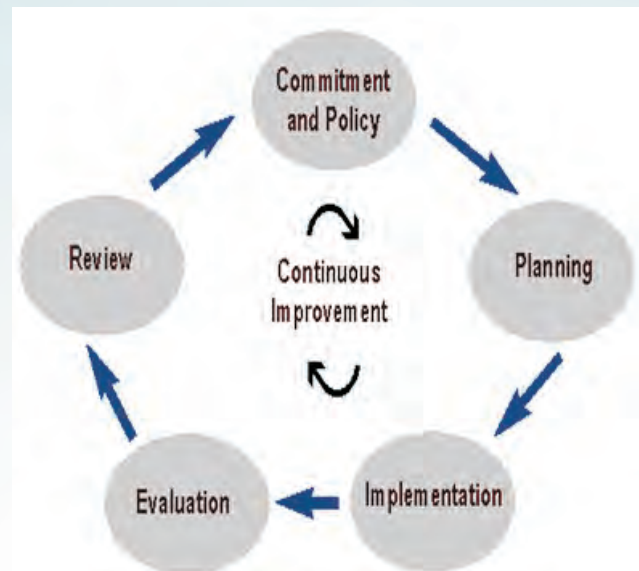 Commitment
and Policy
Review
Planning
Continuous
Improvement
Evaluation
Implementation